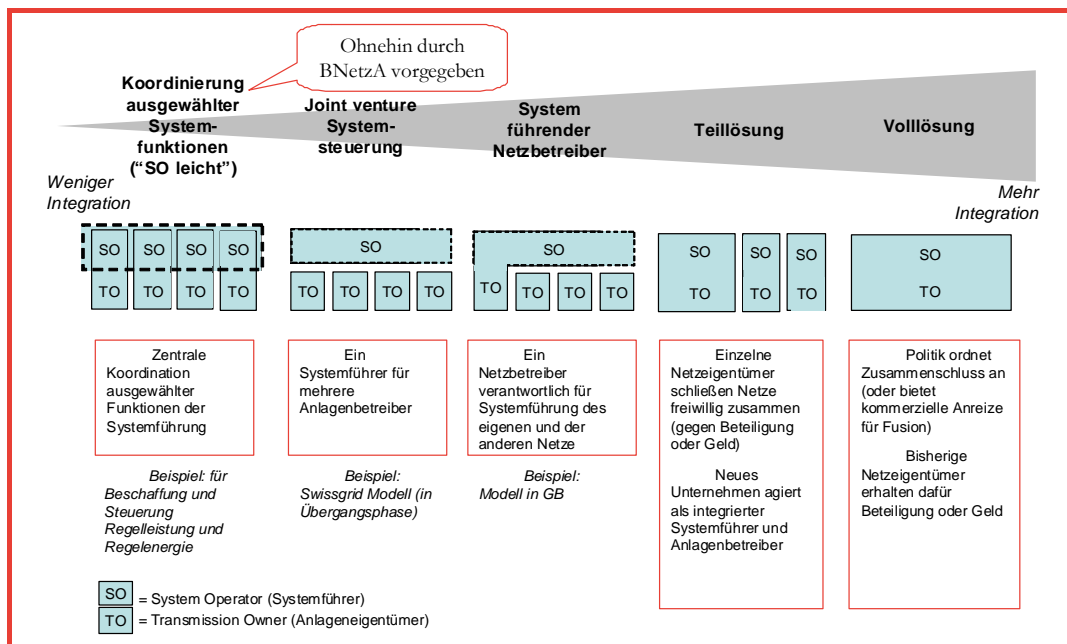 Ohnehin durch
BNetzA vorgegeben
Koordinierung
ausgewählter
System-
funktionen
(“SO leicht”)
Joint venture
System-
steuerung
System
führender
Netzbetreiber
Teillösung
Volllösung
Weniger
Integration
Mehr
Integration
SO SO SO SO
TO TO TO TO
SO
TO TO TO TO
SO
TO TO TO TO
SO SO SO
TO TO TO
SO
TO
Zentrale
Koordination
ausgewählter
Funktionen der
Systemführung
Beispiel: für
Beschaffung und
Steuerung
Regelleistung und
Regelenergie
Ein
Systemführer für
mehrere
Anlagenbetreiber
Beispiel:
Swissgrid Modell (in
Übergangsphase)
Ein
Netzbetreiber
verantwortlich für
Systemführung des
eigenen und der
anderen Netze
Beispiel:
Modell in GB
Einzelne
Netzeigentümer
schließen Netze
freiwillig zusammen
(gegen Beteiligung
oder Geld)
Neues
Unternehmen agiert
als integrierter
Systemführer und
Anlagenbetreiber
Politik ordnet
Zusammenschluss an
(oder bietet
kommerzielle Anreize
für Fusion)
Bisherige
Netzeigentümer
erhalten dafür
Beteiligung oder Geld
SO = System Operator (Systemführer)
TO = Transmission Owner (Anlageneigentümer)